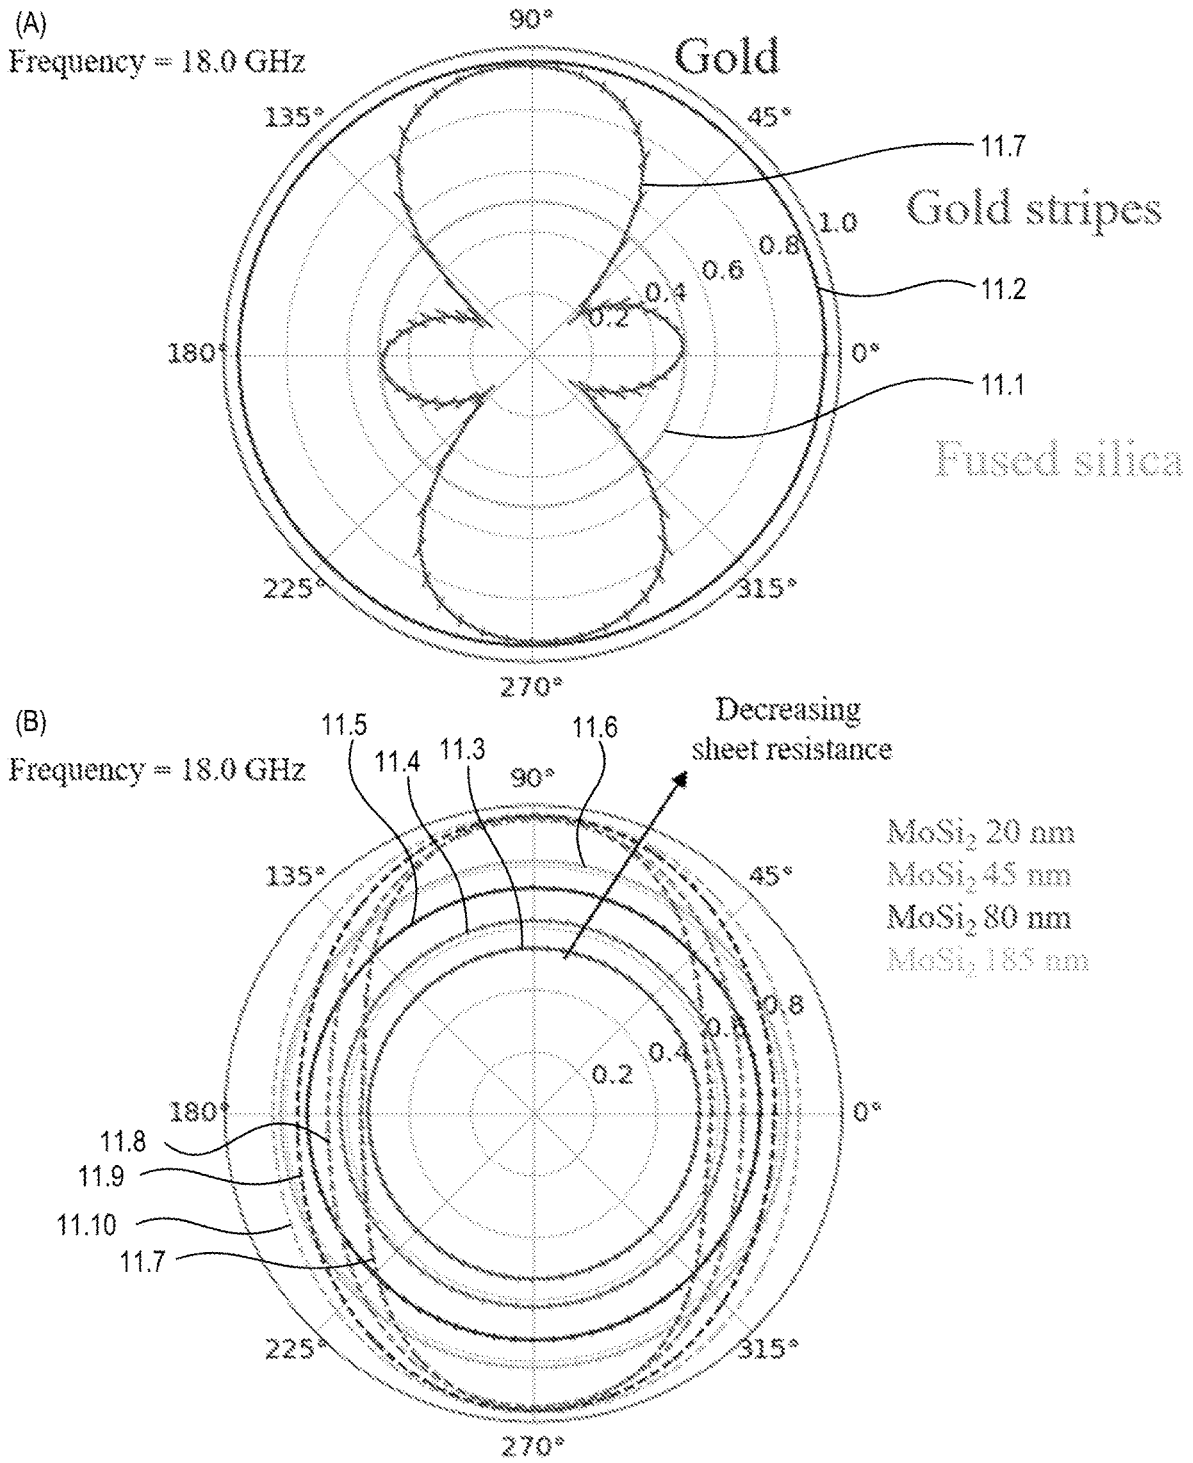 (A)
Frequency = 18.0 GHz
90°
Gold
135°
45°
11.7
Gold stripes
1.0
0.8
0.6
0.4
0.2
11.2
180°
0°
11.1
Fused silica
225°
315°
270°
(B)
Frequency = 18.0 GHz
11.5
11.4
11.3
11.6
Decreasing
sheet resistance
90°
MoSi₂ 20 nm
MoSi₂ 45 nm
MoSi₂ 80 nm
MoSi₂ 185 nm
135°
45°
0.8
0.6
0.4
0.2
180°
0°
11.8
11.9
11.10
11.7
225°
315°
270°